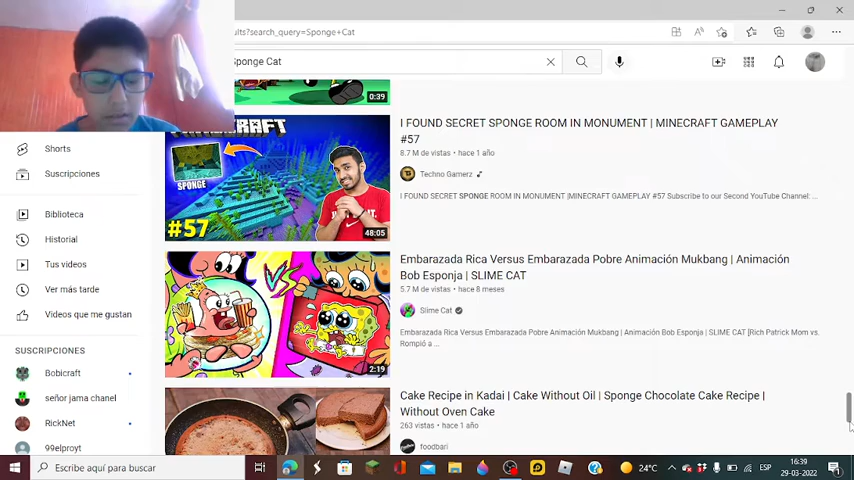 ults?search_query=Sponge+Cat
Sponge Cat
0:39
I FOUND SECRET SPONGE ROOM IN MONUMENT | MINECRAFT GAMEPLAY
#57
8.7 M de vistas • hace 1 año
Techno Gamerz
I FOUND SECRET SPONGE ROOM IN MONUMENT |MINECRAFT GAMEPLAY #57 Subscribe to our Second YouTube Channel: ...
SPONGE
#57
48:05
Shorts
Suscripciones
Biblioteca
Historial
Tus videos
Ver más tarde
Videos que me gustan
SUSCRIPCIONES
Bobicraft
señor jama chanel
RickNet
99elproyt
VS
2:19
Embarazada Rica Versus Embarazada Pobre Animación Mukbang | Animación
Bob Esponja | SLIME CAT
5.7 M de vistas • hace 8 meses
Slime Cat
Embarazada Rica Versus Embarazada Pobre Animación Mukbang | Animación Bob Esponja | SLIME CAT [Rich Patrick Mom vs.
Rompió a ...
Cake Recipe in Kadai | Cake Without Oil | Sponge Chocolate Cake Recipe |
Without Oven Cake
263 vistas • hace 1 año
foodbari
Escribe aquí para buscar
24°C
ESP
16:39
29-03-2022
1